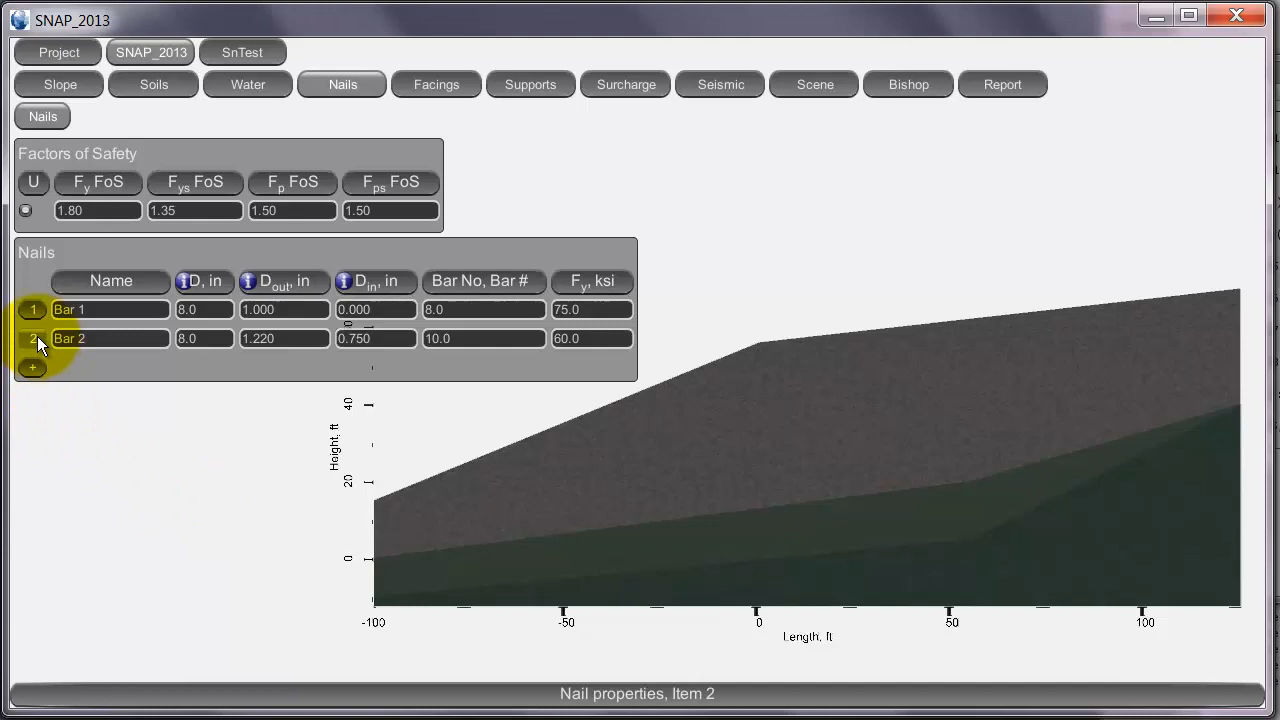 SNAP_2013
Project SNAP_2013 SnTest
Slope Soils Water Nails Facings Supports Surcharge Seismic Scene Bishop Report
Nails
Factors of Safety
U Fy FoS Fys FoS Fp FoS Fps FoS
1.80 1.35 1.50 1.50
Nails
Name D, in Dout, in Din, in Bar No, Bar # Fy, ksi
1 Bar 1 8.0 1.000 0.000 8.0 75.0
2 Bar 2 8.0 1.220 0.750 10.0 60.0
+
40
Height, ft
20
0
-100 -50 0 50 100
Length, ft
Nail properties, Item 2